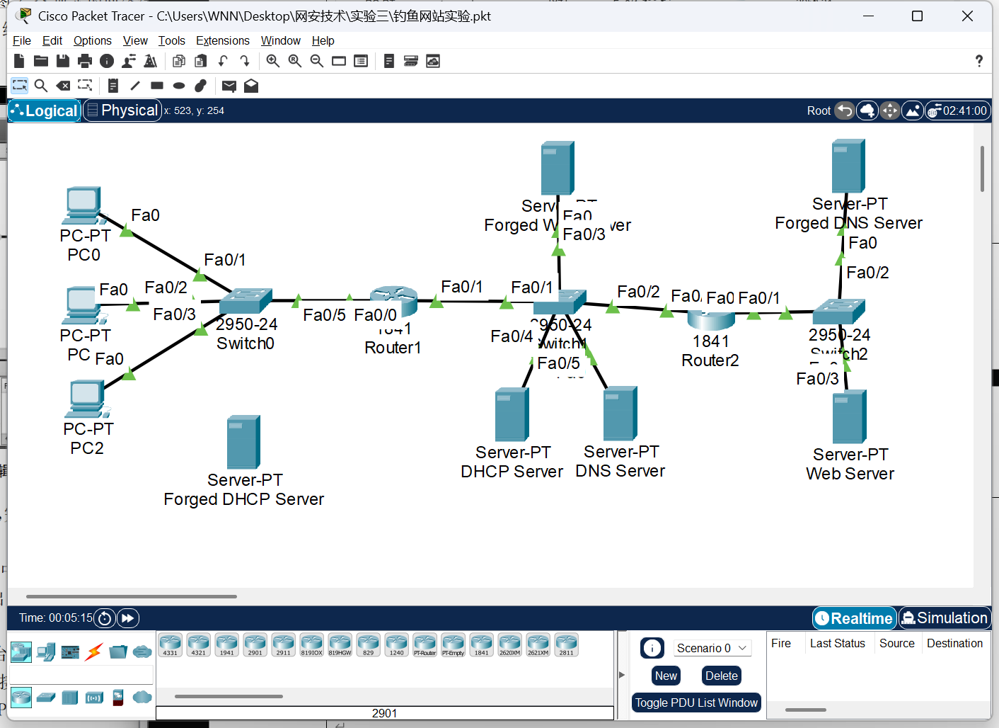 Cisco Packet Tracer - C:\Users\WNN\Desktop\网安技术\实验三\钓鱼网站实验.pkt
File Edit Options View Tools Extensions Window Help
?
Logical Physical x: 523, y: 254 Root 02:41:00
Server-PT
Forged DNS Server
Fa0
Fa0/3
Fa0
Fa0/2
Fa0
PC-PT
PC0
Fa0/1
Fa0
Fa0/2
Fa0/3
PC-PT
PC
Fa0
PC-PT
PC2
2950-24
Switch0
Fa0/5
Fa0/0
1841
Router1
Fa0/1
Fa0/1
2950-24
Switch1
Fa0/2
Fa0/4
Fa0/5
Fa0/1
1841
Router2
2950-24
Switch2
Fa0/3
Server-PT
Forged DHCP Server
Server-PT
DHCP Server
Server-PT
DNS Server
Server-PT
Web Server
Time: 00:05:15 Realtime Simulation
4331 4321 1941 2901 2911 819IOX 819HGW 829 1240 PT-Router PT-Empty 1841 2620XM 2621XM 2811
2901
Scenario 0
New Delete
Toggle PDU List Window
Fire Last Status Source Destination